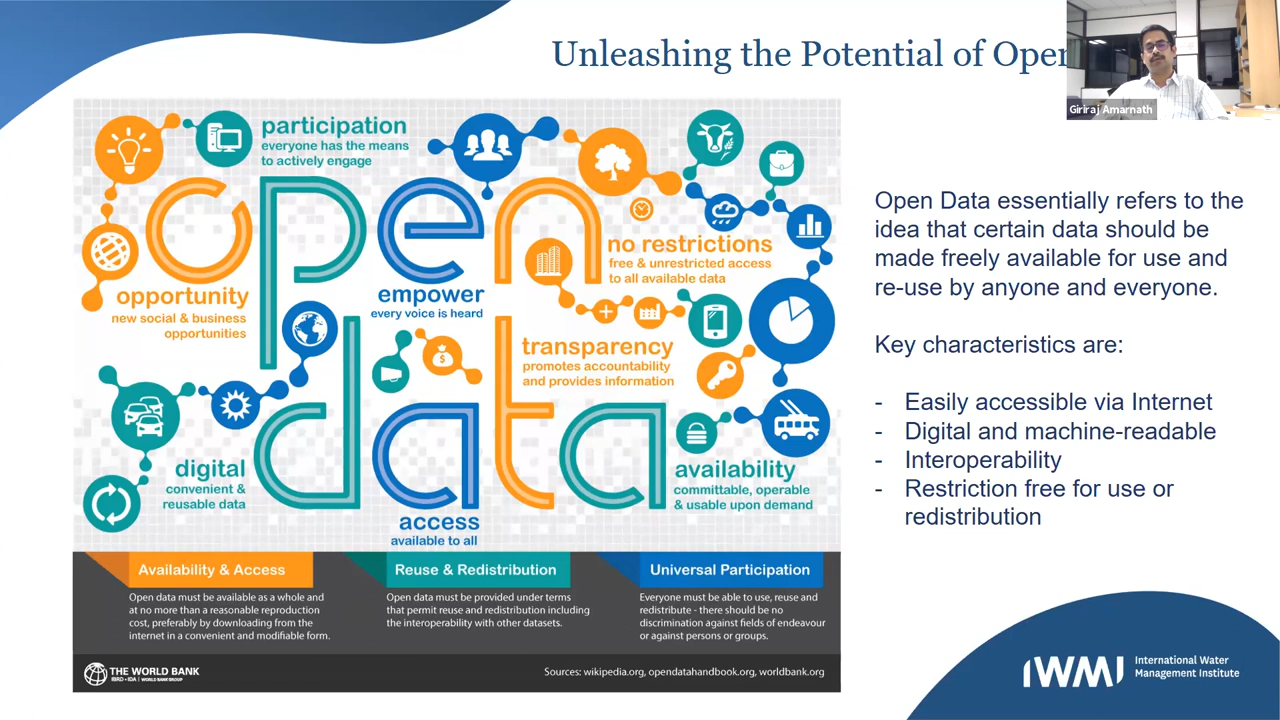 Unleashing the Potential of Open
Giriraj Amarnath
participation
everyone has the means
to actively engage
open
no restrictions
free & unrestricted access
to all available data
opportunity
new social & business
opportunities
empower
every voice is heard
transparency
promotes accountability
and provides information
data
digital
convenient &
reusable data
access
available to all
availability
committable, operable
& usable upon demand
Availability & Access
Open data must be available as a whole and
at no more than a reasonable reproduction
cost, preferably by downloading from the
internet in a convenient and modifiable form.
Reuse & Redistribution
Open data must be provided under terms
that permit reuse and redistribution including
the interoperability with other datasets.
Universal Participation
Everyone must be able to use, reuse and
redistribute - there should be no
discrimination against fields of endeavour
or against persons or groups.
THE WORLD BANK
IBRD • IDA | WORLD BANK GROUP
Sources: wikipedia.org, opendatahandbook.org, worldbank.org
Open Data essentially refers to the
idea that certain data should be
made freely available for use and
re-use by anyone and everyone.
Key characteristics are:
- Easily accessible via Internet
- Digital and machine-readable
- Interoperability
- Restriction free for use or
redistribution
IWMI
International Water
Management Institute